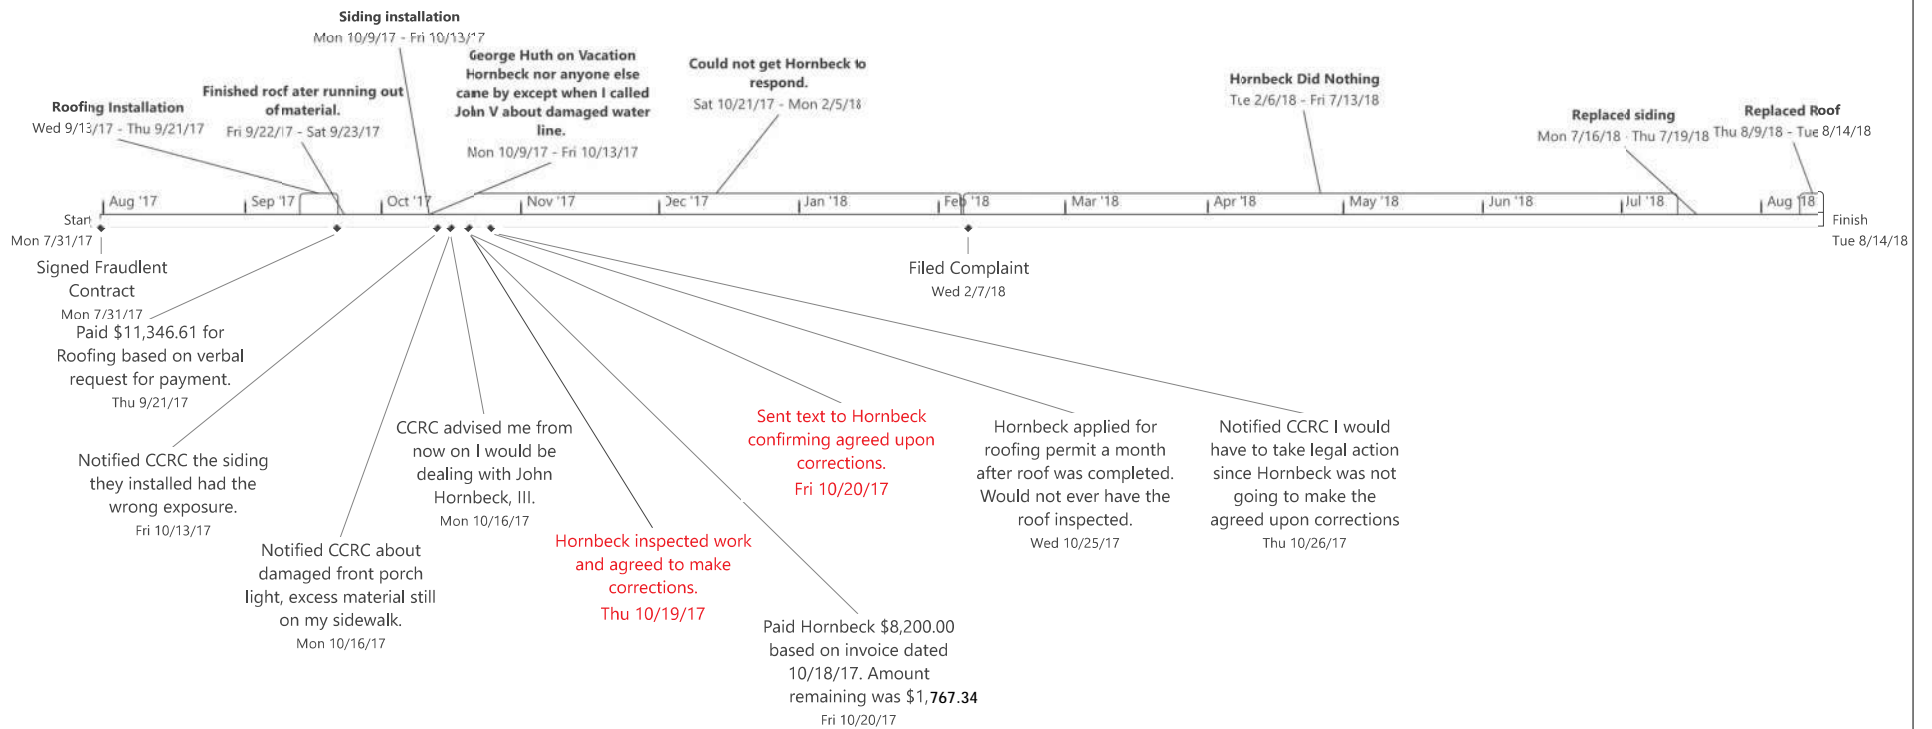 Siding installation
Mon 10/9/17 - Fri 10/13/17
George Huth on Vacation
Hornbeck nor anyone else
came by except when I called
John V about damaged water
line.
Mon 10/9/17 - Fri 10/13/17
Could not get Hornbeck to
respond.
Sat 10/21/17 - Mon 2/5/18
Hornbeck Did Nothing
Tue 2/6/18 - Fri 7/13/18
Finished roof ater running out
of material.
Fri 9/22/17 - Sat 9/23/17
Roofing Installation
Wed 9/13/17 - Thu 9/21/17
Replaced siding
Mon 7/16/18 - Thu 7/19/18
Replaced Roof
Thu 8/9/18 - Tue 8/14/18
Aug '17
Sep '17
Oct '17
Nov '17
Dec '17
Jan '18
Feb '18
Mar '18
Apr '18
May '18
Jun '18
Jul '18
Aug '18
Start
Mon 7/31/17
Finish
Tue 8/14/18
Signed Fraudlent
Contract
Mon 7/31/17
Filed Complaint
Wed 2/7/18
Paid $11,346.61 for
Roofing based on verbal
request for payment.
Thu 9/21/17
Notified CCRC the siding
they installed had the
wrong exposure.
Fri 10/13/17
Notified CCRC about
damaged front porch
light, excess material still
on my sidewalk.
Mon 10/16/17
CCRC advised me from
now on I would be
dealing with John
Hornbeck, III.
Mon 10/16/17
Hornbeck inspected work
and agreed to make
corrections.
Thu 10/19/17
Sent text to Hornbeck
confirming agreed upon
corrections.
Fri 10/20/17
Paid Hornbeck $8,200.00
based on invoice dated
10/18/17. Amount
remaining was $1,767.34
Fri 10/20/17
Hornbeck applied for
roofing permit a month
after roof was completed.
Would not ever have the
roof inspected.
Wed 10/25/17
Notified CCRC I would
have to take legal action
since Hornbeck was not
going to make the
agreed upon corrections
Thu 10/26/17